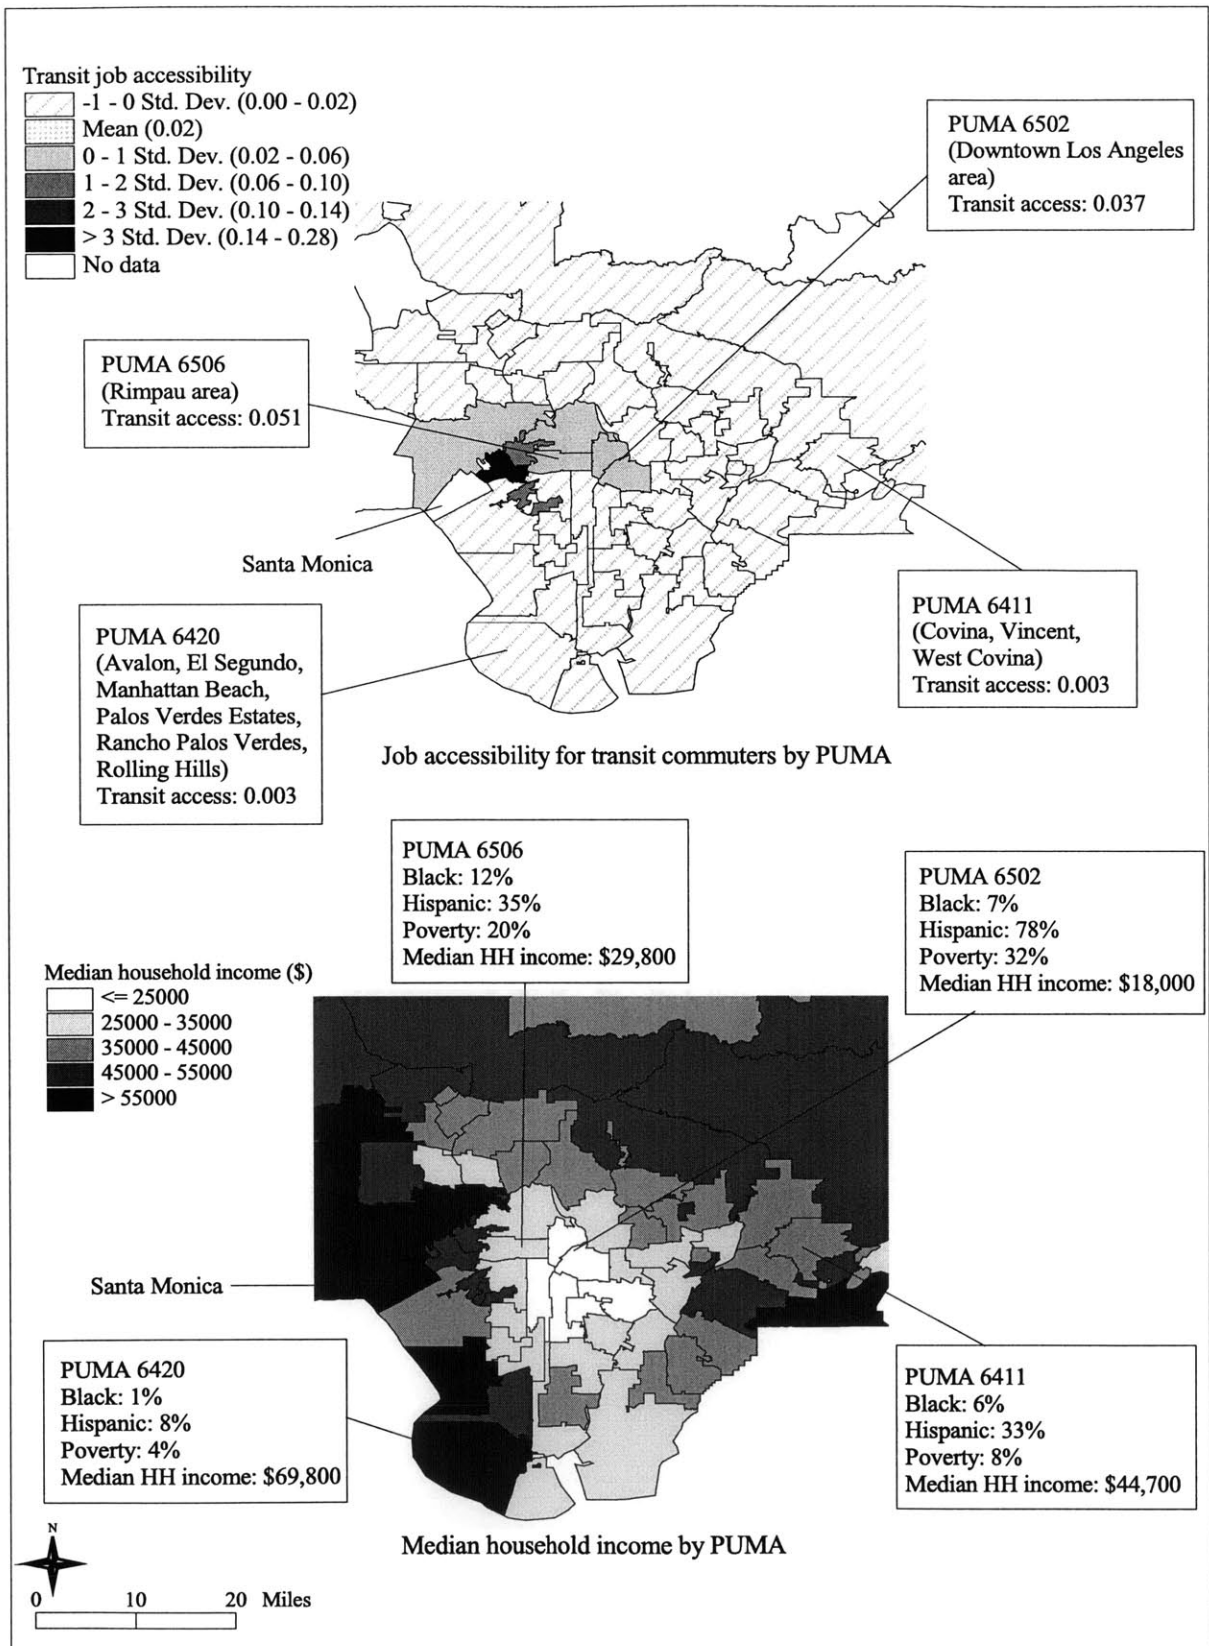 Transit job accessibility
-1 - 0 Std. Dev. (0.00 - 0.02)
Mean (0.02)
0 - 1 Std. Dev. (0.02 - 0.06)
1 - 2 Std. Dev. (0.06 - 0.10)
2 - 3 Std. Dev. (0.10 - 0.14)
> 3 Std. Dev. (0.14 - 0.28)
No data
PUMA 6502
(Downtown Los Angeles
area)
Transit access: 0.037
PUMA 6506
(Rimpau area)
Transit access: 0.051
Santa Monica
PUMA 6420
(Avalon, El Segundo,
Manhattan Beach,
Palos Verdes Estates,
Rancho Palos Verdes,
Rolling Hills)
Transit access: 0.003
PUMA 6411
(Covina, Vincent,
West Covina)
Transit access: 0.003
Job accessibility for transit commuters by PUMA
PUMA 6506
Black: 12%
Hispanic: 35%
Poverty: 20%
Median HH income: $29,800
PUMA 6502
Black: 7%
Hispanic: 78%
Poverty: 32%
Median HH income: $18,000
Median household income ($)
<= 25000
25000 - 35000
35000 - 45000
45000 - 55000
> 55000
Santa Monica
PUMA 6420
Black: 1%
Hispanic: 8%
Poverty: 4%
Median HH income: $69,800
PUMA 6411
Black: 6%
Hispanic: 33%
Poverty: 8%
Median HH income: $44,700
Median household income by PUMA
N
0 10 20 Miles